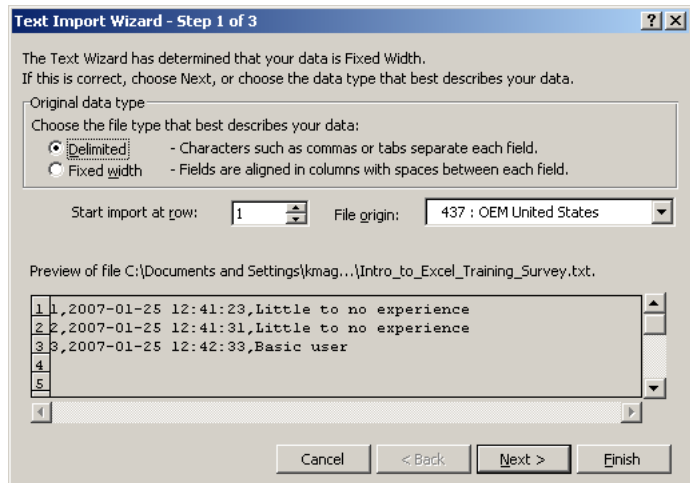 Text Import Wizard - Step 1 of 3
The Text Wizard has determined that your data is Fixed Width.
If this is correct, choose Next, or choose the data type that best describes your data.
Original data type
Choose the file type that best describes your data:
Delimited - Characters such as commas or tabs separate each field.
Fixed width - Fields are aligned in columns with spaces between each field.
Start import at row: 1 File origin: 437 : OEM United States
Preview of file C:\Documents and Settings\kmag...\Intro_to_Excel_Training_Survey.txt.
1 1,2007-01-25 12:41:23,Little to no experience
2 2,2007-01-25 12:41:31,Little to no experience
3 3,2007-01-25 12:42:33,Basic user
4
5
Cancel < Back Next > Finish